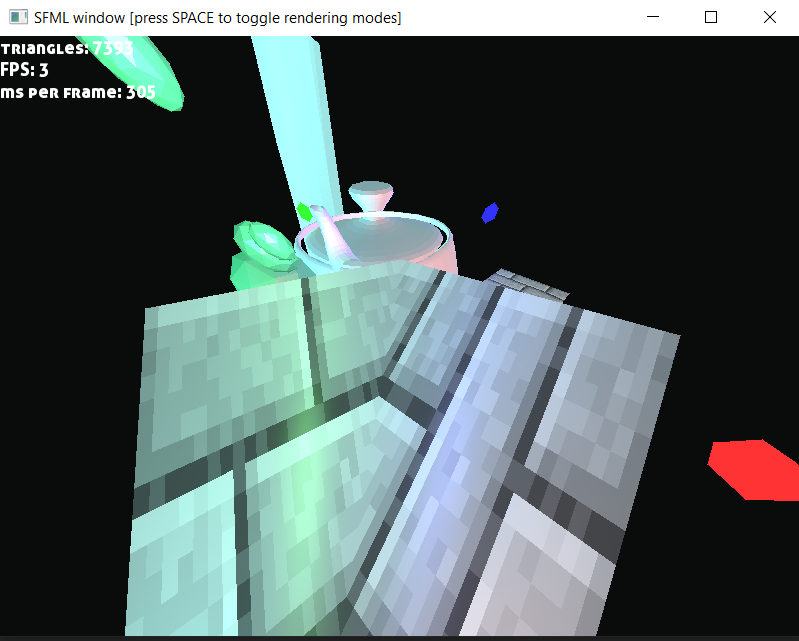 SFML window [press SPACE to toggle rendering modes]
TRIANGLES: 7393
FPS: 3
ms PER FRAME: 305